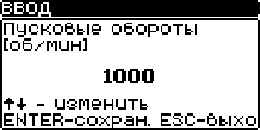 ВВОД
Пусковые обороты
[об/мин]
1000
↑↓ - изменить
ENTER-сохран. ESC-выхо